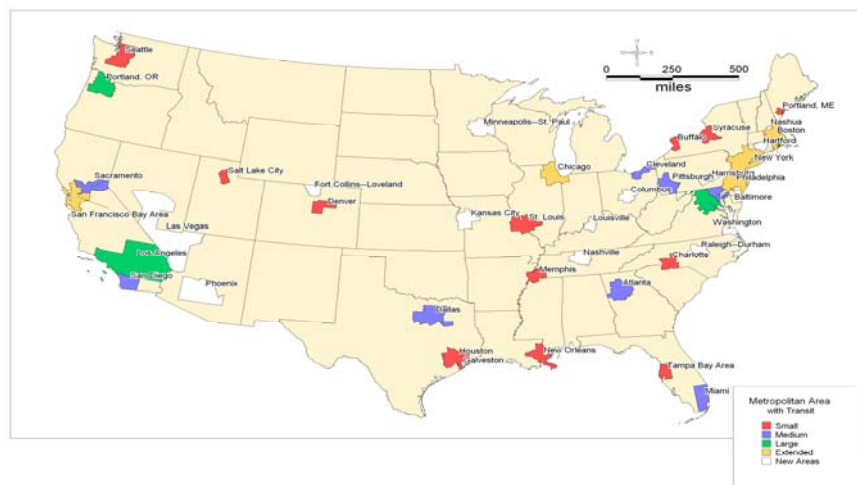 Seattle
Portland, OR
0 250 500
miles
Portland, ME
Minneapolis--St. Paul
Nashua
Boston
Syracuse
Buffalo
Hartford
New York
Sacramento
Salt Lake City
Chicago
Cleveland
Harrisburg
Pittsburgh
Philadelphia
Fort Collins--Loveland
Columbus
Baltimore
Denver
San Francisco Bay Area
Kansas City
St. Louis
Louisville
Washington
Las Vegas
Raleigh--Durham
Los Angeles
Nashville
Charlotte
San Diego
Memphis
Phoenix
Atlanta
Dallas
Houston
Galveston
New Orleans
Tampa Bay Area
Miami
Metropolitan Area
with Transit
Small
Medium
Large
Extended
New Areas